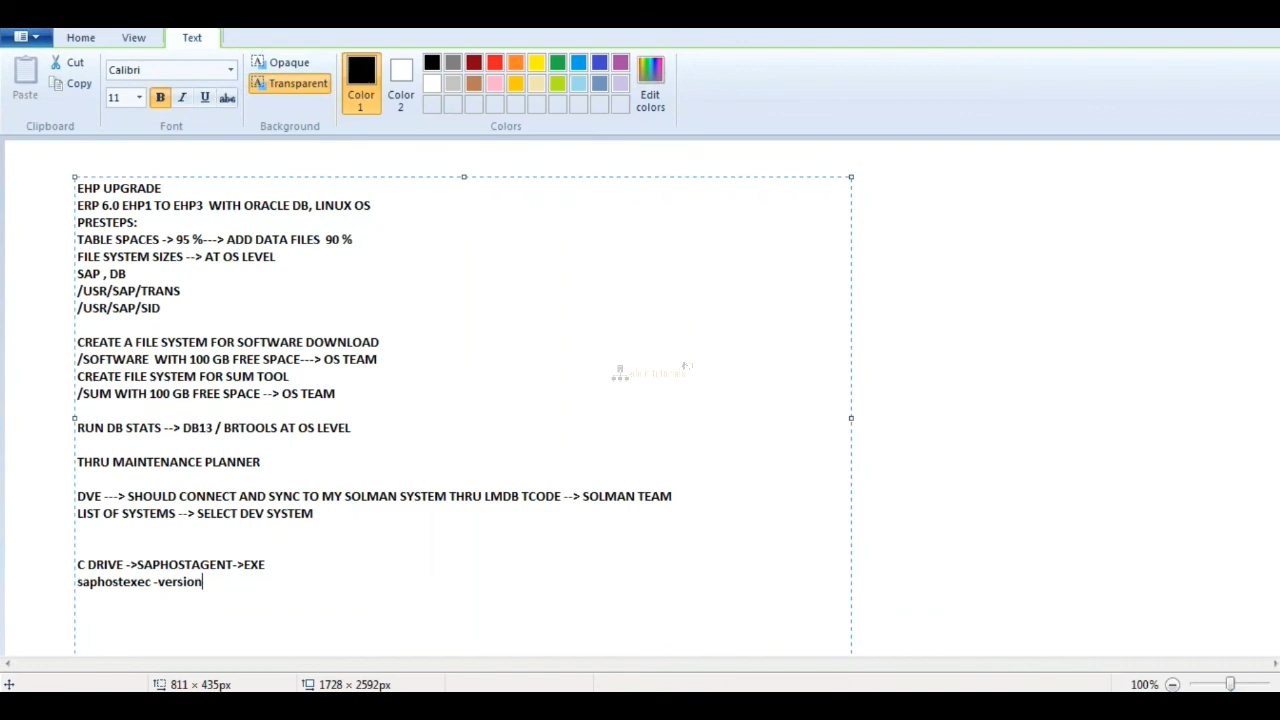 Home
View
Text
Paste
Cut
Copy
Clipboard
Calibri
11
B
I
U
abc
Font
Opaque
Transparent
Background
Color
1
Color
2
Edit
colors
Colors
EHP UPGRADE
ERP 6.0 EHP1 TO EHP3  WITH ORACLE DB, LINUX OS
PRESTEPS:
TABLE SPACES -> 95 %---> ADD DATA FILES  90 %
FILE SYSTEM SIZES --> AT OS LEVEL
SAP , DB
/USR/SAP/TRANS
/USR/SAP/SID
CREATE A FILE SYSTEM FOR SOFTWARE DOWNLOAD
/SOFTWARE  WITH 100 GB FREE SPACE---> OS TEAM
CREATE FILE SYSTEM FOR SUM TOOL
/SUM WITH 100 GB FREE SPACE --> OS TEAM
RUN DB STATS --> DB13 / BRTOOLS AT OS LEVEL
THRU MAINTENANCE PLANNER
DVE ---> SHOULD CONNECT AND SYNC TO MY SOLMAN SYSTEM THRU LMDB TCODE --> SOLMAN TEAM
LIST OF SYSTEMS --> SELECT DEV SYSTEM
C DRIVE ->SAPHOSTAGENT->EXE
saphostexec -version
811 × 435px
1728 × 2592px
100%